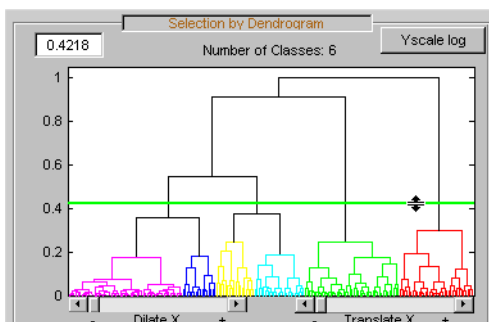 Selection by Dendrogram
0.4218
Number of Classes: 6
Yscale log
1
0.8
0.6
0.4
0.2
0
- Dilate X + - Translate X +